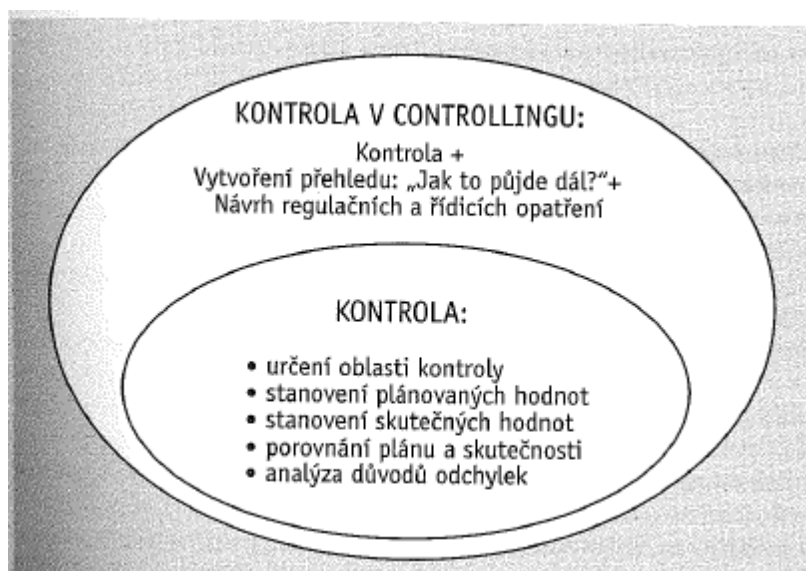 KONTROLA V CONTROLLINGU:
Kontrola +
Vytvoření přehledu: „Jak to půjde dál?“+
Návrh regulačních a řídicích opatření
KONTROLA:
• určení oblasti kontroly
• stanovení plánovaných hodnot
• stanovení skutečných hodnot
• porovnání plánu a skutečnosti
• analýza důvodů odchylek